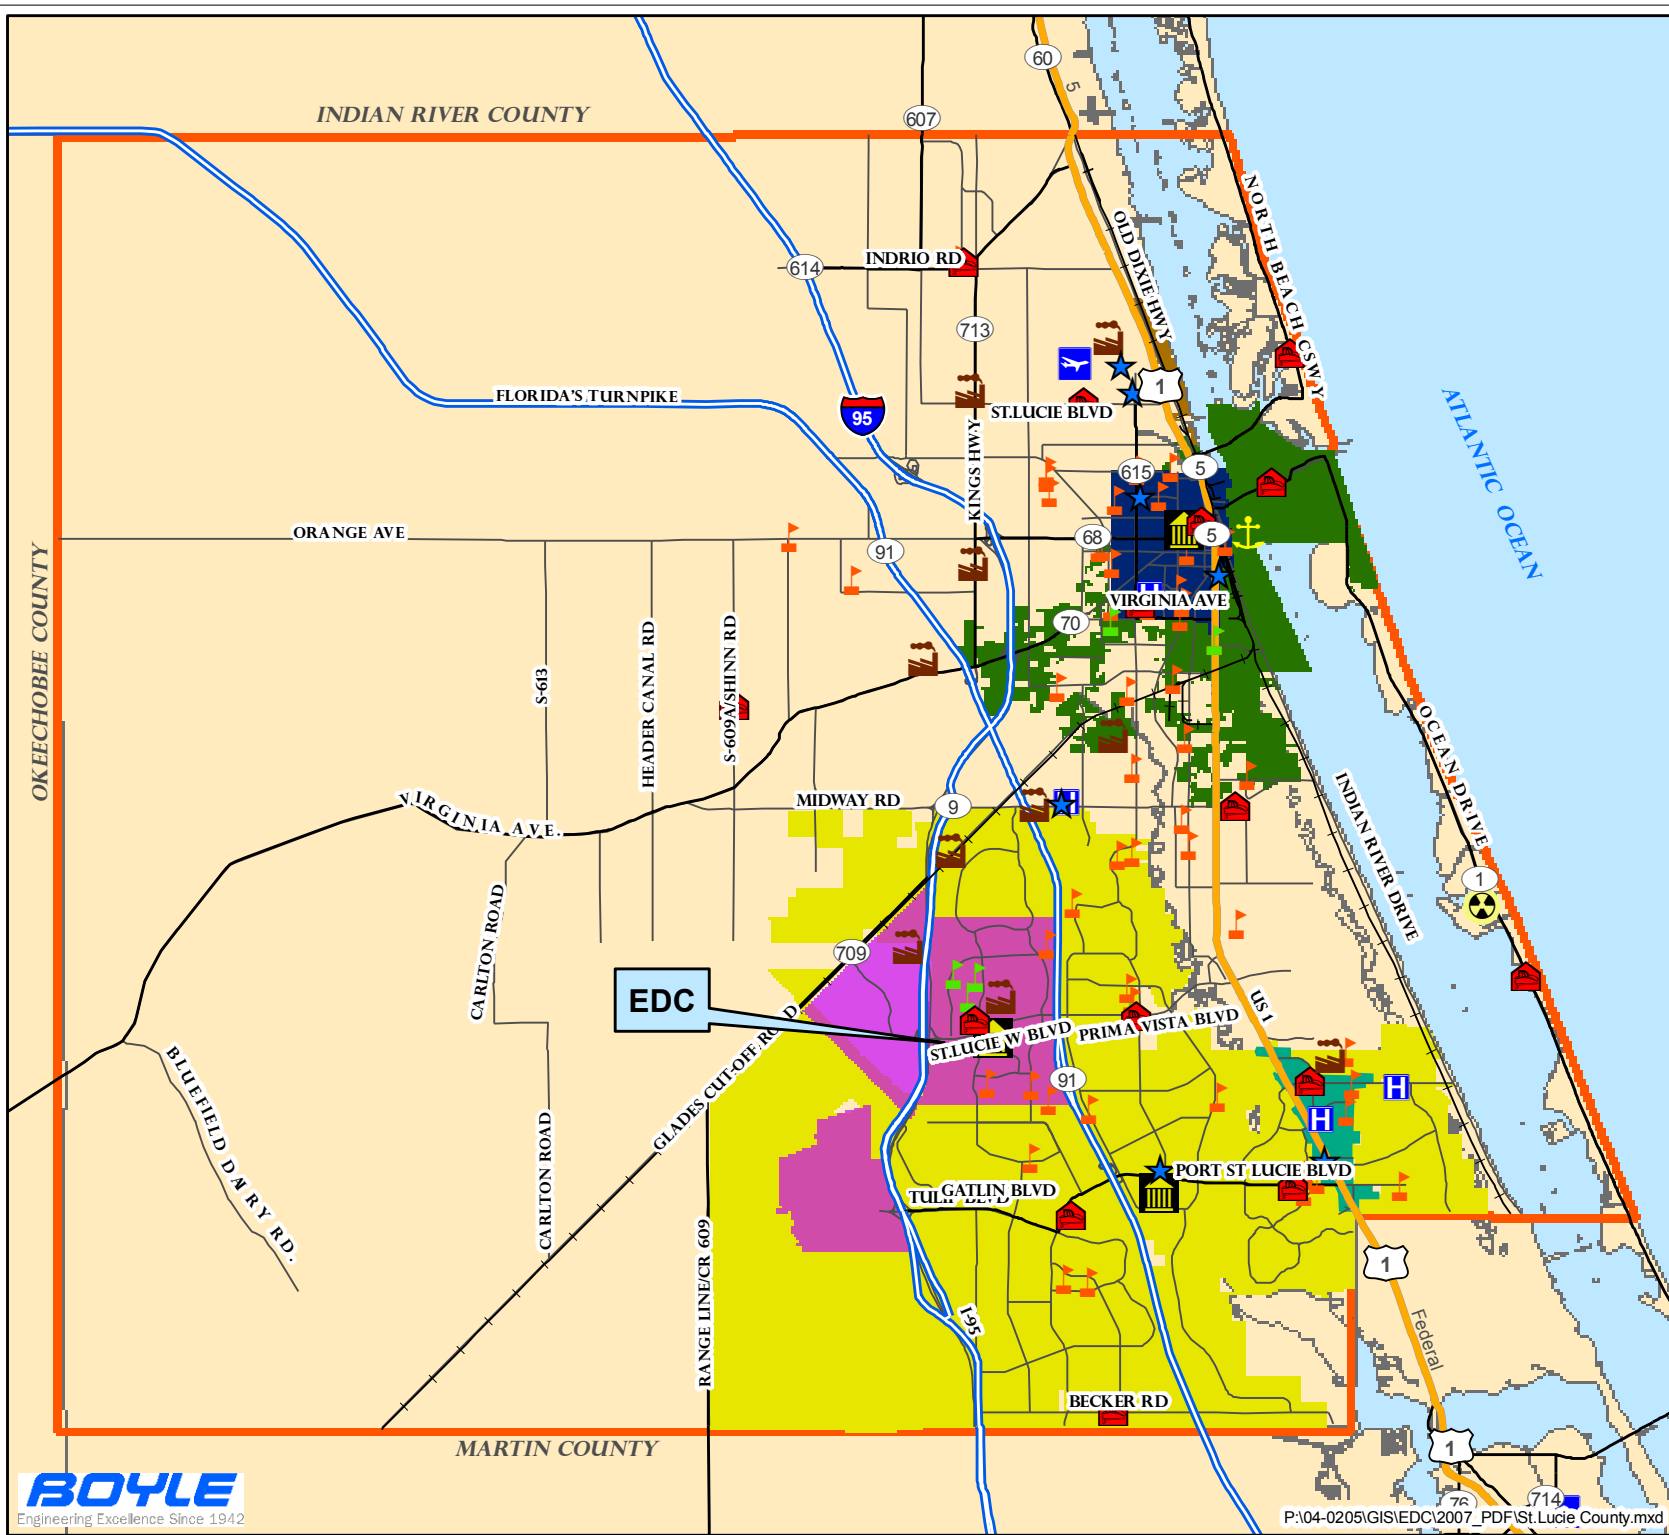 60
5
INDIAN RIVER COUNTY
607
NORTH BEACH CSWY
OLD DIXIE HWY
INDRIO RD
614
713
1
FLORIDA'S TURNPIKE
95
ST.LUCIE BLVD
ATLANTIC OCEAN
KINGS HWY
615
5
ORANGE AVE
68
5
91
H
VIRGINIA AVE
70
OKEECHOBEE COUNTY
S-613
HEADER CANAL RD
S-609A/SHINN RD
OCEAN DRIVE
VIRGINIA AVE.
MIDWAY RD
9
H
INDIAN RIVER DRIVE
1
CARLTON ROAD
709
EDC
US 1
ST.LUCIE W BLVD
PRIMA VISTA BLVD
GLADES CUT-OFF ROAD
BLUEFIELD DAIRY RD.
91
H
H
CARLTON ROAD
PORT ST LUCIE BLVD
TULIP BLVD
GATLIN BLVD
RANGE LINE/CR 609
I-95
1
Federal
BECKER RD
MARTIN COUNTY
1
BOYLE
Engineering Excellence Since 1942
76
714
P:\04-0205\GIS\EDC\2007_PDF\St.Lucie County.mxd